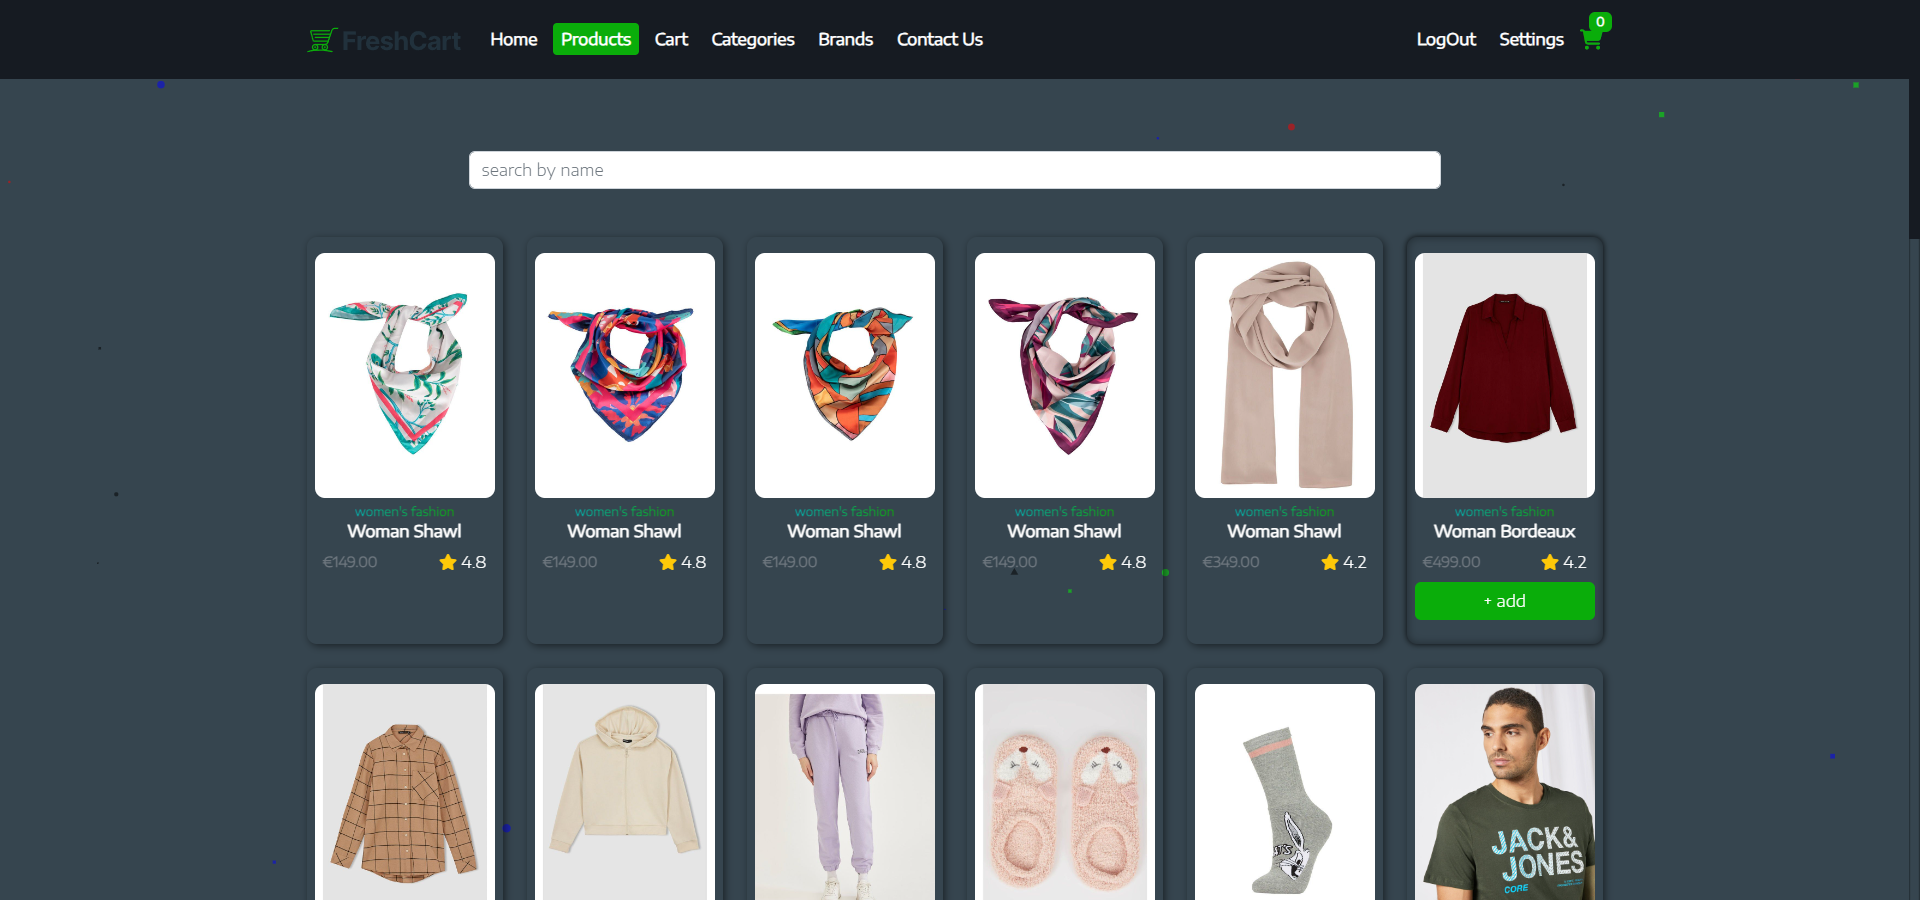 FreshCart Home Products Cart Categories Brands Contact Us LogOut Settings 0
search by name
women's fashion women's fashion women's fashion women's fashion women's fashion women's fashion
Woman Shawl Woman Shawl Woman Shawl Woman Shawl Woman Shawl Woman Bordeaux
€149.00 4.8 €149.00 4.8 €149.00 4.8 €149.00 4.8 €349.00 4.2 €499.00 4.2
+ add
JACK&
JONES
CORE